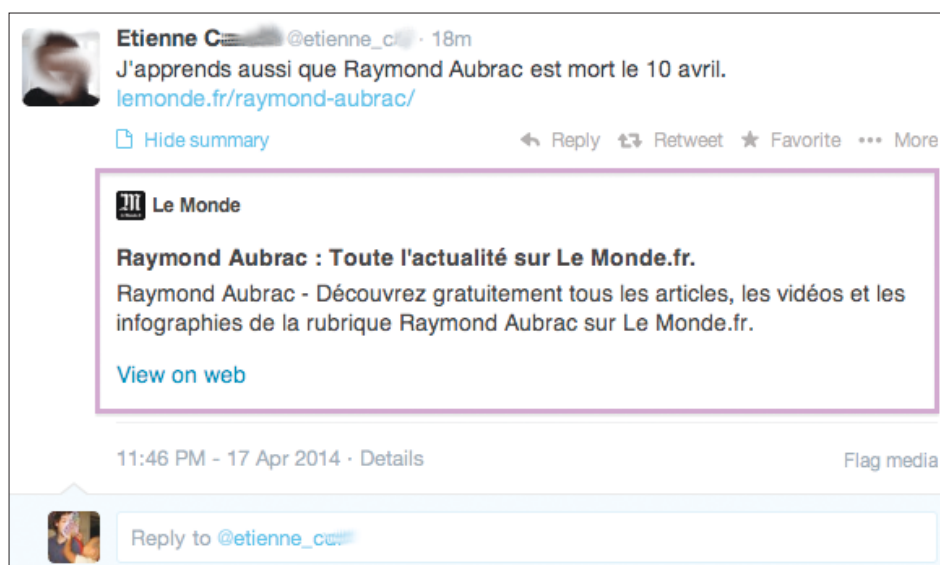 Etienne @etienne_c · 18m
J'apprends aussi que Raymond Aubrac est mort le 10 avril.
lemonde.fr/raymond-aubrac/
Hide summary Reply Retweet Favorite ••• More
Le Monde
Raymond Aubrac : Toute l'actualité sur Le Monde.fr.
Raymond Aubrac - Découvrez gratuitement tous les articles, les vidéos et les
infographies de la rubrique Raymond Aubrac sur Le Monde.fr.
View on web
11:46 PM - 17 Apr 2014 · Details Flag media
Reply to